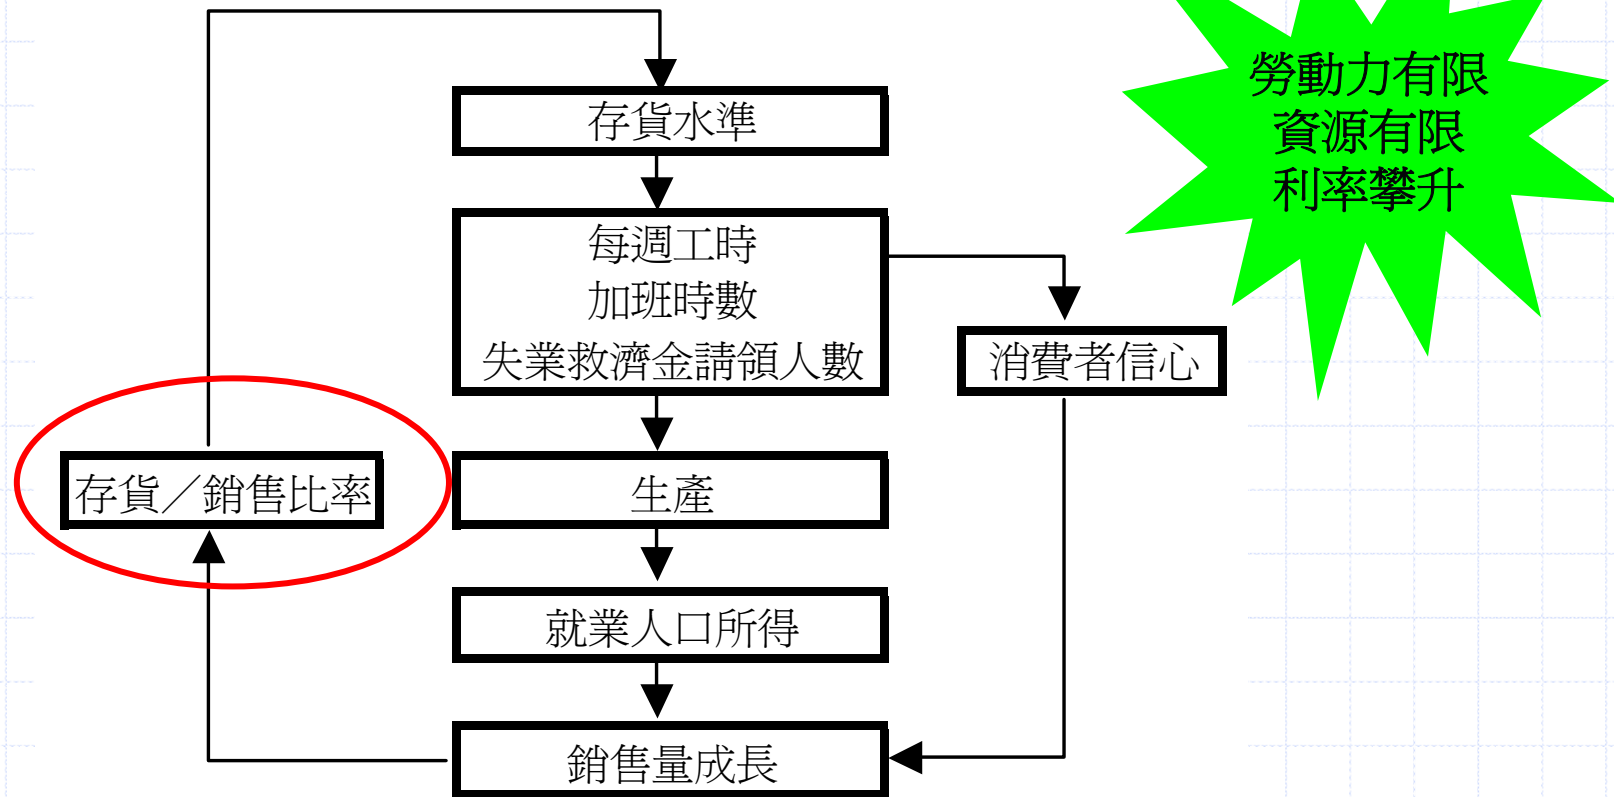 勞動力有限
資源有限
利率攀升
存貨水準
每週工時
加班時數
失業救濟金請領人數
消費者信心
存貨／銷售比率
生產
就業人口所得
銷售量成長